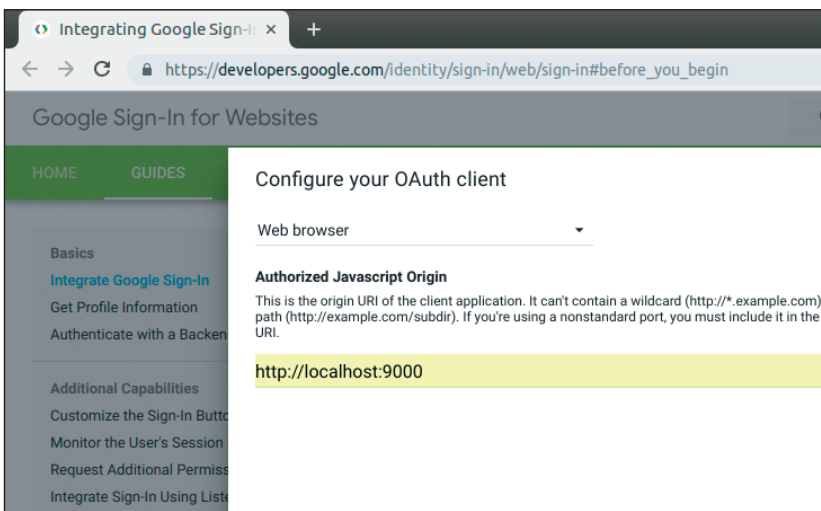 Integrating Google Sign-I
https://developers.google.com/identity/sign-in/web/sign-in#before_you_begin
Google Sign-In for Websites
HOME GUIDES
Configure your OAuth client
Web browser
Authorized Javascript Origin
This is the origin URI of the client application. It can't contain a wildcard (http://*.example.com)
path (http://example.com/subdir). If you're using a nonstandard port, you must include it in the
URI.
http://localhost:9000
Basics
Integrate Google Sign-In
Get Profile Information
Authenticate with a Backen
Additional Capabilities
Customize the Sign-In Butto
Monitor the User's Session
Request Additional Permiss
Integrate Sign-In Using Liste